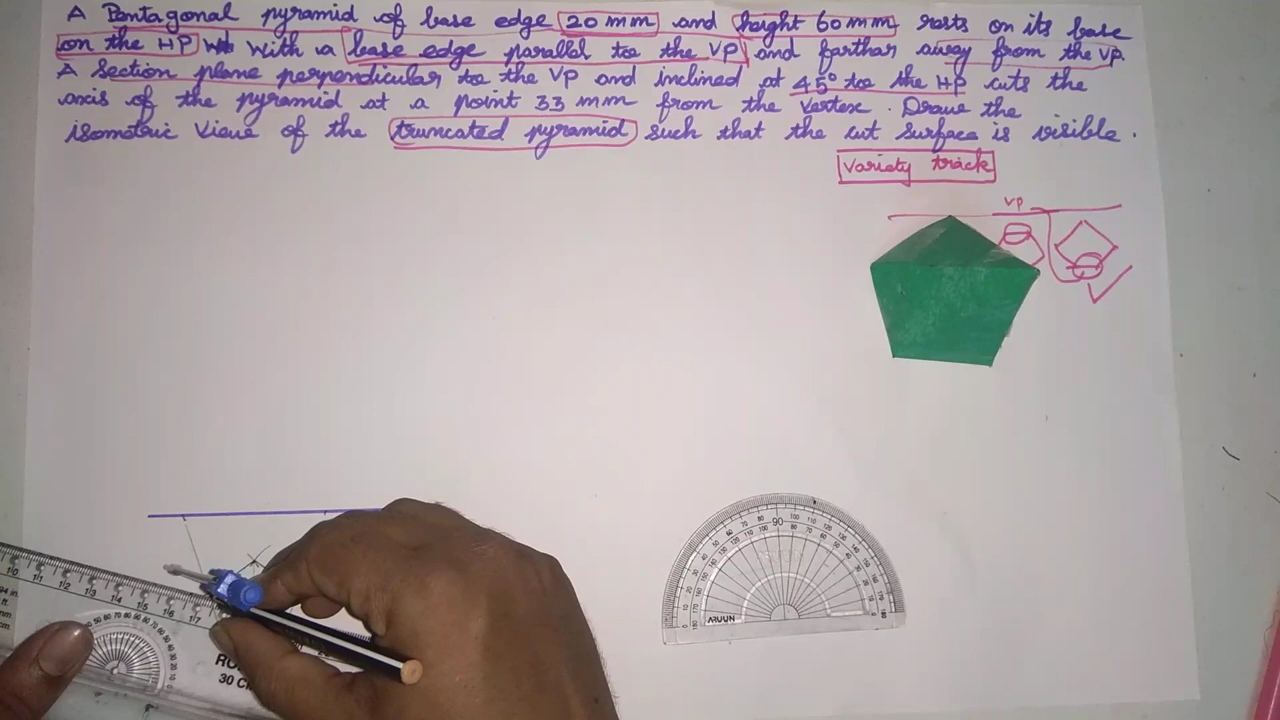 A Pentagonal pyramid of base edge 20 mm and height 60 mm rests on its base
on the HP with a base edge parallel to the VP and farthar away from the VP.
A section plane perpendicular to the VP and inclined at 45° to the HP cuts the
axis of the pyramid at a point 33 mm from the vertex. Draw the
isometric view of the truncated pyramid such that the cut surface is visible.
Variety track
VP
ARUN
30 C